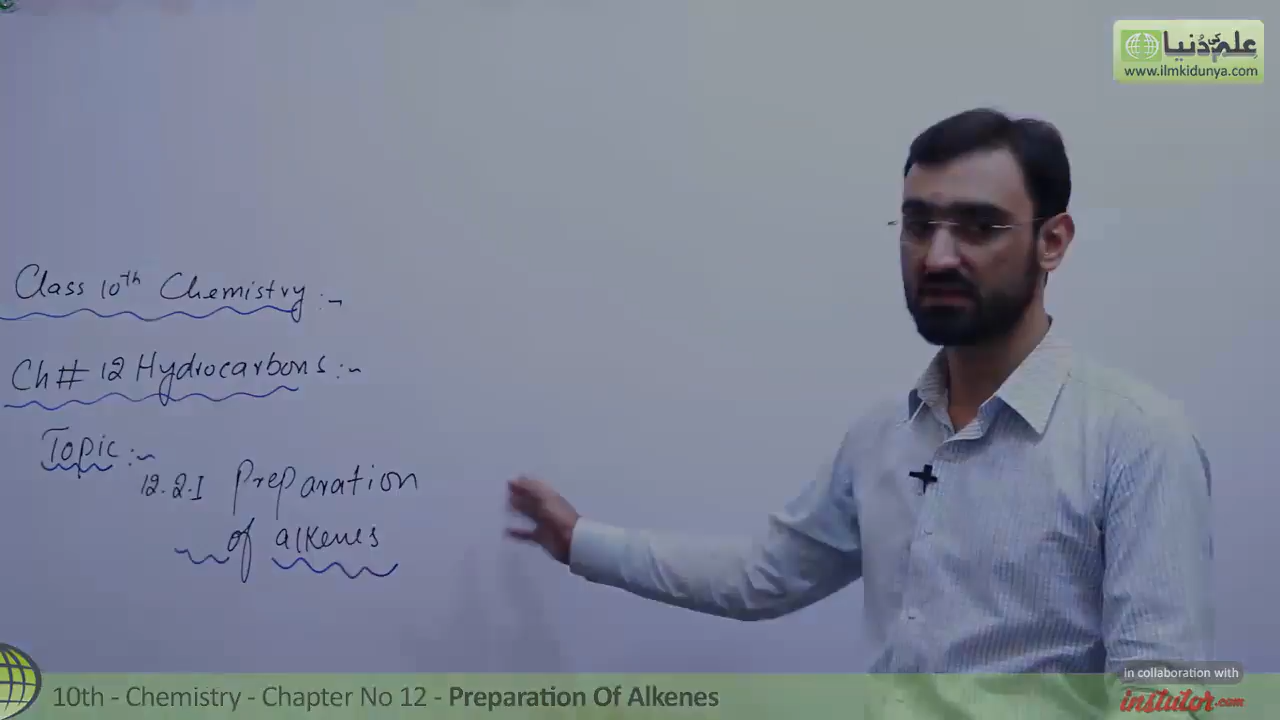 علم کی دُنیا
www.ilmkidunya.com
Class 10th Chemistry :-
Ch# 12 Hydrocarbons :-
Topic :-
12.2.1 Preparation
of alkenes
10th - Chemistry - Chapter No 12 - Preparation Of Alkenes
in collaboration with
instutor.com